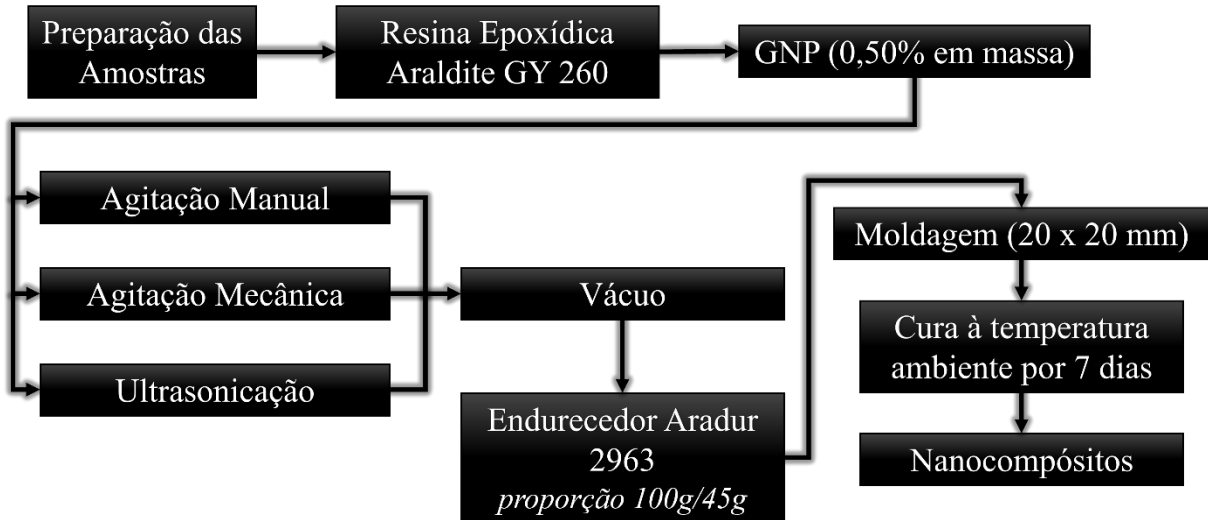 Preparação das
Amostras
Resina Epoxídica
Araldite GY 260
GNP (0,50% em massa)
Agitação Manual
Agitação Mecânica
Ultrasonicação
Vácuo
Endurecedor Aradur
2963
proporção 100g/45g
Moldagem (20 x 20 mm)
Cura à temperatura
ambiente por 7 dias
Nanocompósitos